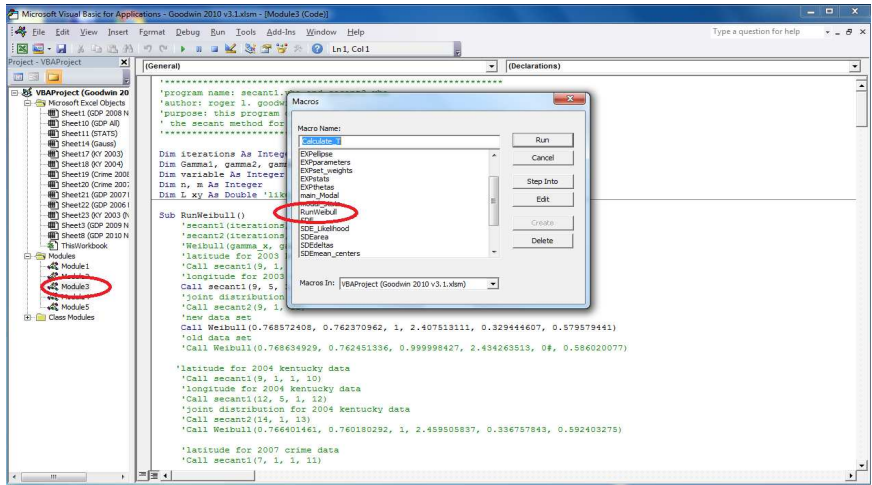 Microsoft Visual Basic for Applications - Goodwin 2010 v3.1.xlsm - [Module3 (Code)]
File Edit View Insert Format Debug Run Tools Add-Ins Window Help
Type a question for help
Ln 1, Col 1
Project - VBAProject
(General)
(Declarations)
VBAProject (Goodwin 20
Microsoft Excel Objects
Sheet1 (GDP 2008 N
Sheet10 (GDP All)
Sheet11 (STATS)
Sheet14 (Gauss)
Sheet17 (KY 2003)
Sheet18 (KY 2004)
Sheet19 (Crime 2008
Sheet20 (Crime 2007
Sheet21 (GDP 2007 I
Sheet22 (GDP 2006 I
Sheet23 (KY 2003 (N
Sheet3 (GDP 2009 N
Sheet8 (GDP 2010 N
ThisWorkbook
Modules
Module1
Module3
Module5
Class Modules
'program name: secant1
'author: roger l. goodw
'purpose: this program
' the secant method for
Dim iterations As Integ
Dim Gamma1, gamma2, gam
Dim variable As Integer
Dim n, m As Integer
Dim L xy As Double 'lik
Sub RunWeibull()
'secant1(iterations
'secant2(iterations
'Weibull(gamma_x, g
'latitude for 2003
'Call secant1(9, 1,
'longitude for 2003
Call secant1(9, 5,
'joint distribution
'Call secant2(9, 1,
'new data set
Call Weibull(0.768572408, 0.762370962, 1, 2.407513111, 0.329444607, 0.579579441)
'old data set
'Call Weibull(0.768634929, 0.762451336, 0.999998427, 2.434263513, 0#, 0.586020077)
'latitude for 2004 kentucky data
'Call secant1(9, 1, 1, 10)
'longitude for 2004 kentucky data
'Call secant1(12, 5, 1, 12)
'joint distribution for 2004 kentucky data
'Call secant2(14, 1, 13)
'Call Weibull(0.766401461, 0.760180292, 1, 2.459505837, 0.336757843, 0.592403275)
'latitude for 2007 crime data
'Call secant1(7, 1, 1, 11)
Macros
Macro Name:
Calculate_T
EXPelipse
EXPparameters
EXPset_weights
EXPstats
EXPthetas
main_Modal
RunWeibull
SDE
SDE_Likelihood
SDEarea
SDEdeltas
SDEmean_centers
Run
Cancel
Step Into
Edit
Create
Delete
Macros In:
VBAProject (Goodwin 2010 v3.1.xlsm)